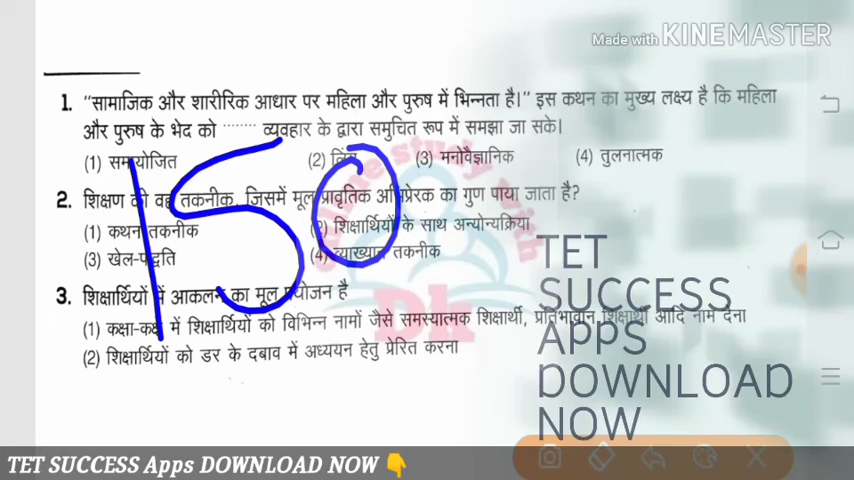 Made with KINEMASTER
1. "सामाजिक और शारीरिक आधार पर महिला और पुरुष में भिन्नता है।" इस कथन का मुख्य लक्ष्य है कि महिला
और पुरुष के भेद को ........ व्यवहार के द्वारा समुचित रूप में समझा जा सके।
(1) समायोजित (2) लिंग (3) मनोवैज्ञानिक (4) तुलनात्मक
2. शिक्षण की वह तकनीक, जिसमें मूल प्रावृतिक अभिप्रेरक का गुण पाया जाता है?
(1) कथन तकनीक (2) शिक्षार्थियों के साथ अन्योन्यक्रिया
(3) खेल-पद्धति (4) व्याख्यान तकनीक
3. शिक्षार्थियों में आकलन का मूल प्रयोजन है
(1) कक्षा-कक्ष में शिक्षार्थियों को विभिन्न नामों जैसे समस्यात्मक शिक्षार्थी, प्रतिभावान शिक्षार्थी आदि नाम देना
(2) शिक्षार्थियों को डर के दबाव में अध्ययन हेतु प्रेरित करना
150
Dh
TET
SUCCESS
APPS
DOWNLOAD
NOW
TET SUCCESS Apps DOWNLOAD NOW 👇